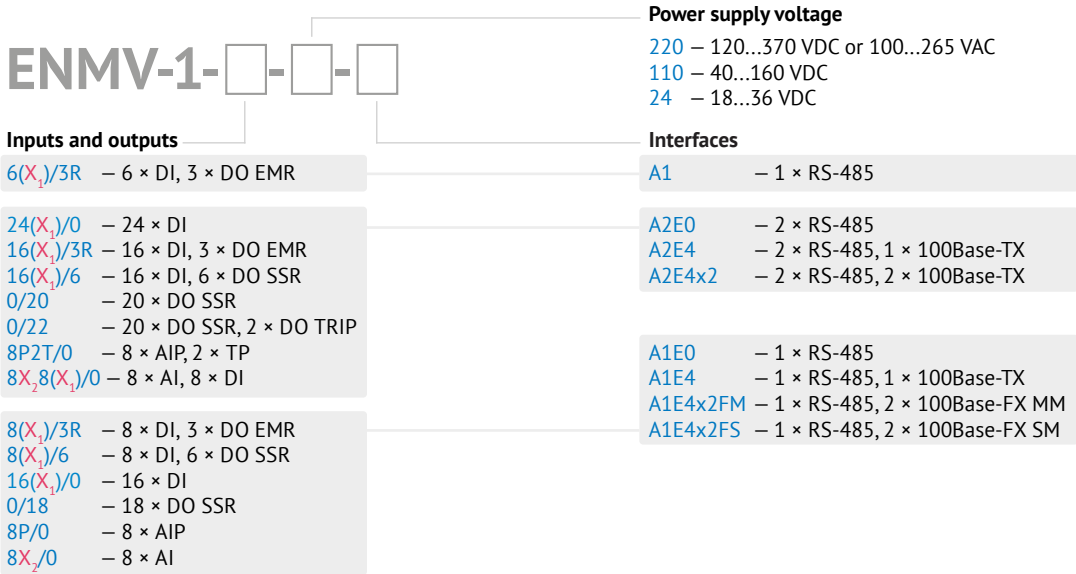 Power supply voltage
220 – 120...370 VDC or 100...265 VAC
110 – 40...160 VDC
24 – 18...36 VDC
ENMV-1-□-□-□
Inputs and outputs
6(X₁)/3R – 6 × DI, 3 × DO EMR
24(X₁)/0 – 24 × DI
16(X₁)/3R – 16 × DI, 3 × DO EMR
16(X₁)/6 – 16 × DI, 6 × DO SSR
0/20 – 20 × DO SSR
0/22 – 20 × DO SSR, 2 × DO TRIP
8P2T/0 – 8 × AIP, 2 × TP
8X₂8(X₁)/0 – 8 × AI, 8 × DI
8(X₁)/3R – 8 × DI, 3 × DO EMR
8(X₁)/6 – 8 × DI, 6 × DO SSR
16(X₁)/0 – 16 × DI
0/18 – 18 × DO SSR
8P/0 – 8 × AIP
8X₂/0 – 8 × AI
Interfaces
A1 – 1 × RS-485
A2E0 – 2 × RS-485
A2E4 – 2 × RS-485, 1 × 100Base-TX
A2E4x2 – 2 × RS-485, 2 × 100Base-TX
A1E0 – 1 × RS-485
A1E4 – 1 × RS-485, 1 × 100Base-TX
A1E4x2FM – 1 × RS-485, 2 × 100Base-FX MM
A1E4x2FS – 1 × RS-485, 2 × 100Base-FX SM